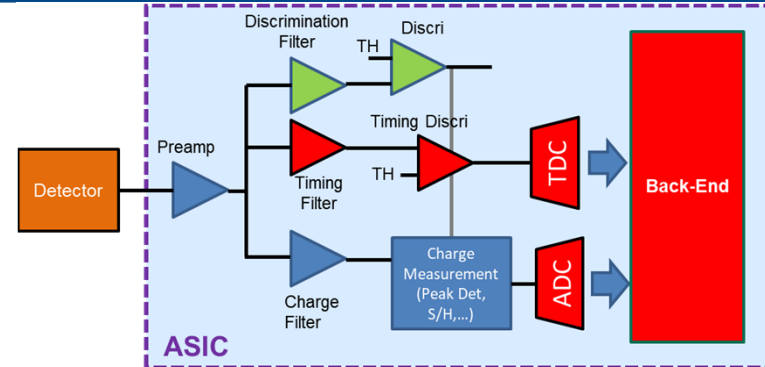 Discrimination
Filter
Discri
TH
Timing Discri
Preamp
TH
Timing
Filter
TDC
Detector
Back-End
Charge
Measurement
(Peak Det,
S/H,...)
ADC
Charge
Filter
ASIC